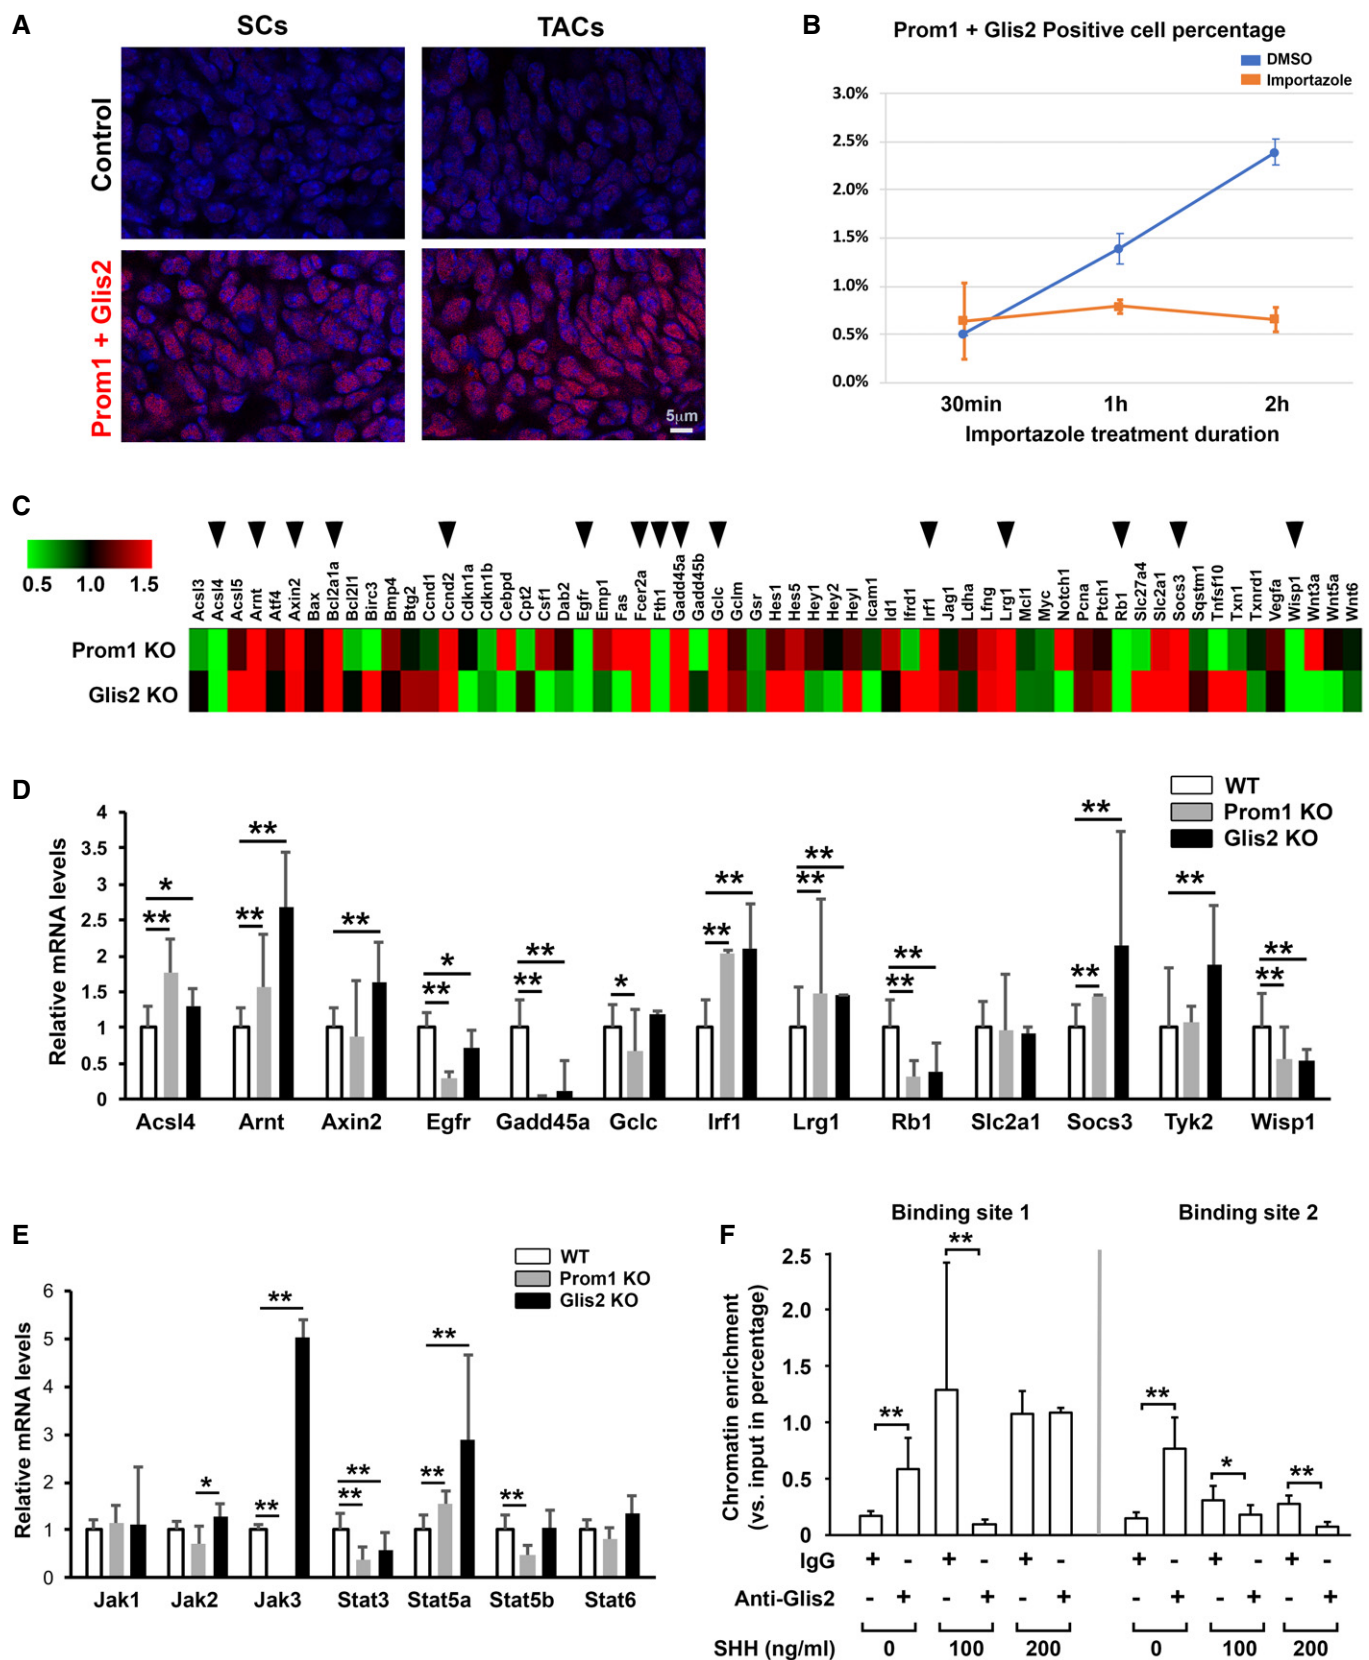 A
SCs
TACs
Control
Prom1 + Glis2
5μm
B
Prom1 + Glis2 Positive cell percentage
DMSO
Importazole
3.0%
2.5%
2.0%
1.5%
1.0%
0.5%
0.0%
30min 1h 2h
Importazole treatment duration
C
0.5 1.0 1.5
Acsl3 Acsl4 Acsl5 Arnt Atf4 Axin2 Bax Bcl2a1a Bcl2l1 Birc3 Bmp4 Btg2 Ccnd1 Ccnd2 Cdkn1a Cdkn1b Cebpd Cpt2 Csf1 Dab2 Egfr Emp1 Fas Fcer2a Fth1 Gadd45a Gadd45b Gclc Gclm Gsr Hes1 Hes5 Hey1 Hey2 Heyl Icam1 Id1 Ifrd1 Irf1 Jag1 Ldha Lfng Lrg1 Mcl1 Myc Notch1 Pcna Ptch1 Rb1 Slc27a4 Slc2a1 Socs3 Sqstm1 Tnfsf10 Txn1 Txnrd1 Vegfa Wisp1 Wnt3a Wnt5a Wnt6
Prom1 KO
Glis2 KO
D
WT
Prom1 KO
Glis2 KO
Relative mRNA levels
4
3.5
3
2.5
2
1.5
1
0.5
0
** * ** ** ** ** * ** ** * ** ** ** ** ** ** ** ** ** ** ** **
Acsl4 Arnt Axin2 Egfr Gadd45a Gclc Irf1 Lrg1 Rb1 Slc2a1 Socs3 Tyk2 Wisp1
E
WT
Prom1 KO
Glis2 KO
Relative mRNA levels
6
5
4
3
2
1
0
* ** ** ** ** ** ** **
Jak1 Jak2 Jak3 Stat3 Stat5a Stat5b Stat6
F
Binding site 1 Binding site 2
Chromatin enrichment
(vs. input in percentage)
2.5
2.0
1.5
1.0
0.5
0
** ** ** * **
IgG + - + - + - + - + - + -
Anti-Glis2 - + - + - + - + - + - +
SHH (ng/ml) 0 100 200 0 100 200